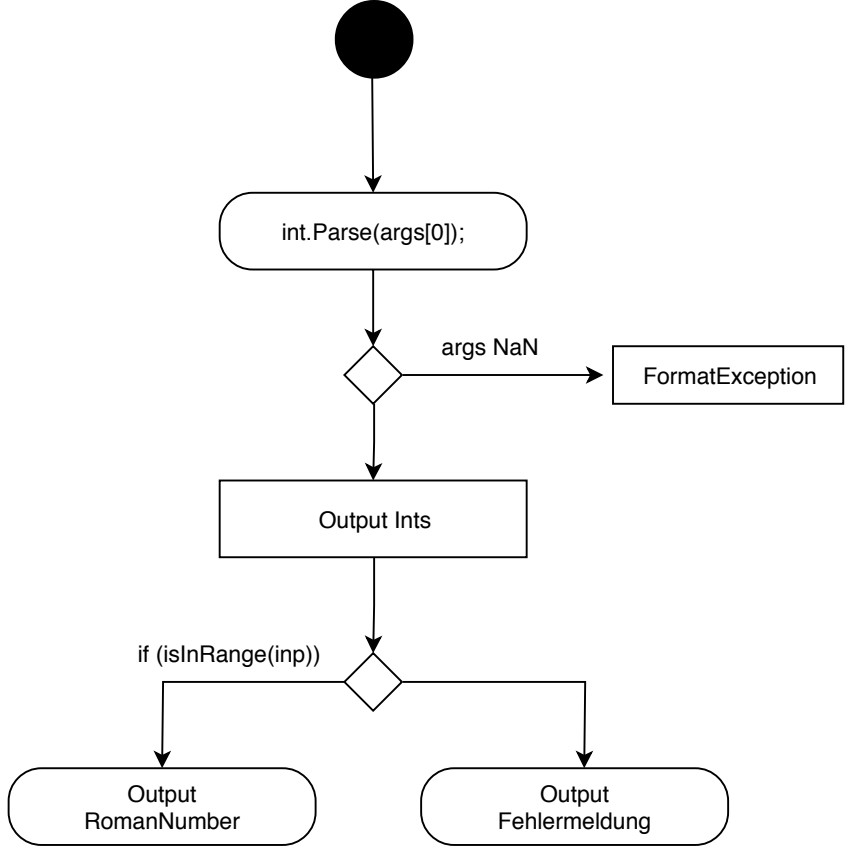 int.Parse(args[0]);
args NaN
FormatException
Output Ints
if (isInRange(inp))
Output
RomanNumber
Output
Fehlermeldung